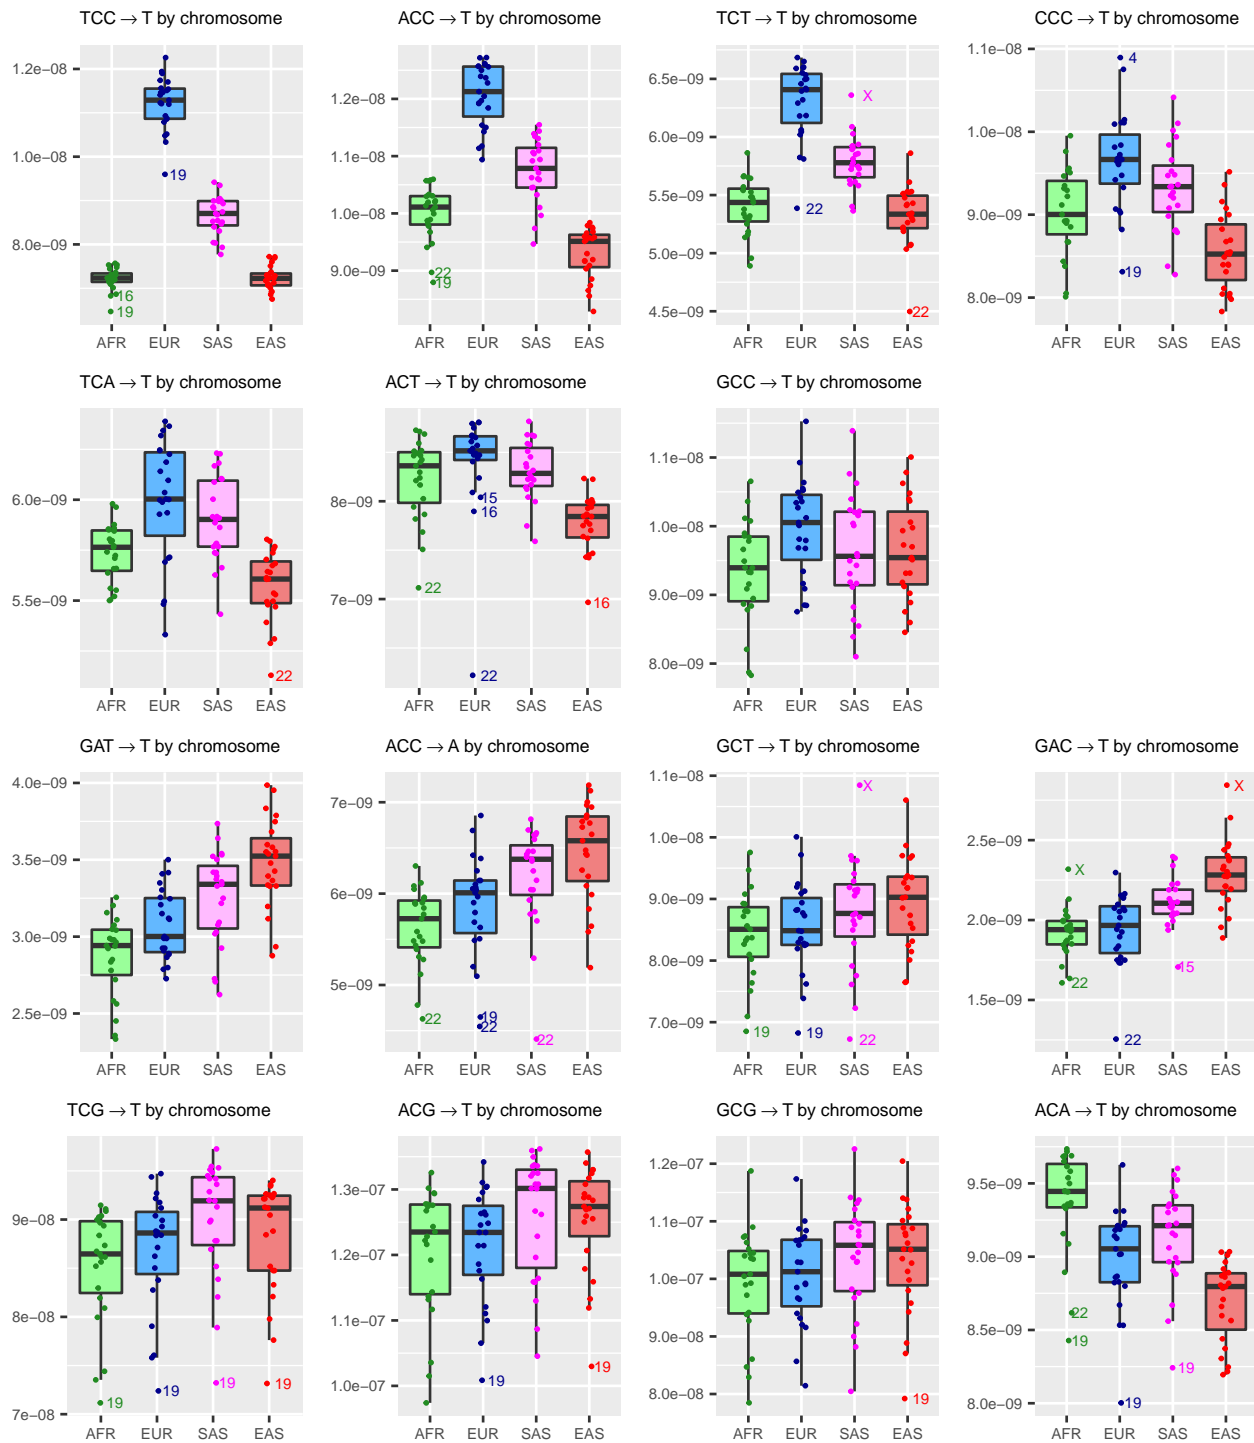 TCC → T by chromosome
1.2e−08
1.0e−08
8.0e−09
19
16
19
AFR EUR SAS EAS
ACC → T by chromosome
1.2e−08
1.1e−08
1.0e−08
9.0e−09
22
19
AFR EUR SAS EAS
TCT → T by chromosome
6.5e−09
6.0e−09
5.5e−09
5.0e−09
4.5e−09
X
22
22
AFR EUR SAS EAS
CCC → T by chromosome
1.1e−08
1.0e−08
9.0e−09
8.0e−09
4
19
AFR EUR SAS EAS
TCA → T by chromosome
6.0e−09
5.5e−09
22
AFR EUR SAS EAS
ACT → T by chromosome
8e−09
7e−09
15
16
22
16
22
AFR EUR SAS EAS
GCC → T by chromosome
1.1e−08
1.0e−08
9.0e−09
8.0e−09
AFR EUR SAS EAS
GAT → T by chromosome
4.0e−09
3.5e−09
3.0e−09
2.5e−09
AFR EUR SAS EAS
ACC → A by chromosome
7e−09
6e−09
5e−09
22
19
22
22
AFR EUR SAS EAS
GCT → T by chromosome
1.1e−08
1.0e−08
9.0e−09
8.0e−09
7.0e−09
X
19
19
22
AFR EUR SAS EAS
GAC → T by chromosome
2.5e−09
2.0e−09
1.5e−09
X
X
15
22
22
AFR EUR SAS EAS
TCG → T by chromosome
9e−08
8e−08
7e−08
19
19
19
19
AFR EUR SAS EAS
ACG → T by chromosome
1.3e−07
1.2e−07
1.1e−07
1.0e−07
19
19
AFR EUR SAS EAS
GCG → T by chromosome
1.2e−07
1.1e−07
1.0e−07
9.0e−08
8.0e−08
19
AFR EUR SAS EAS
ACA → T by chromosome
9.5e−09
9.0e−09
8.5e−09
8.0e−09
22
19
19
19
AFR EUR SAS EAS